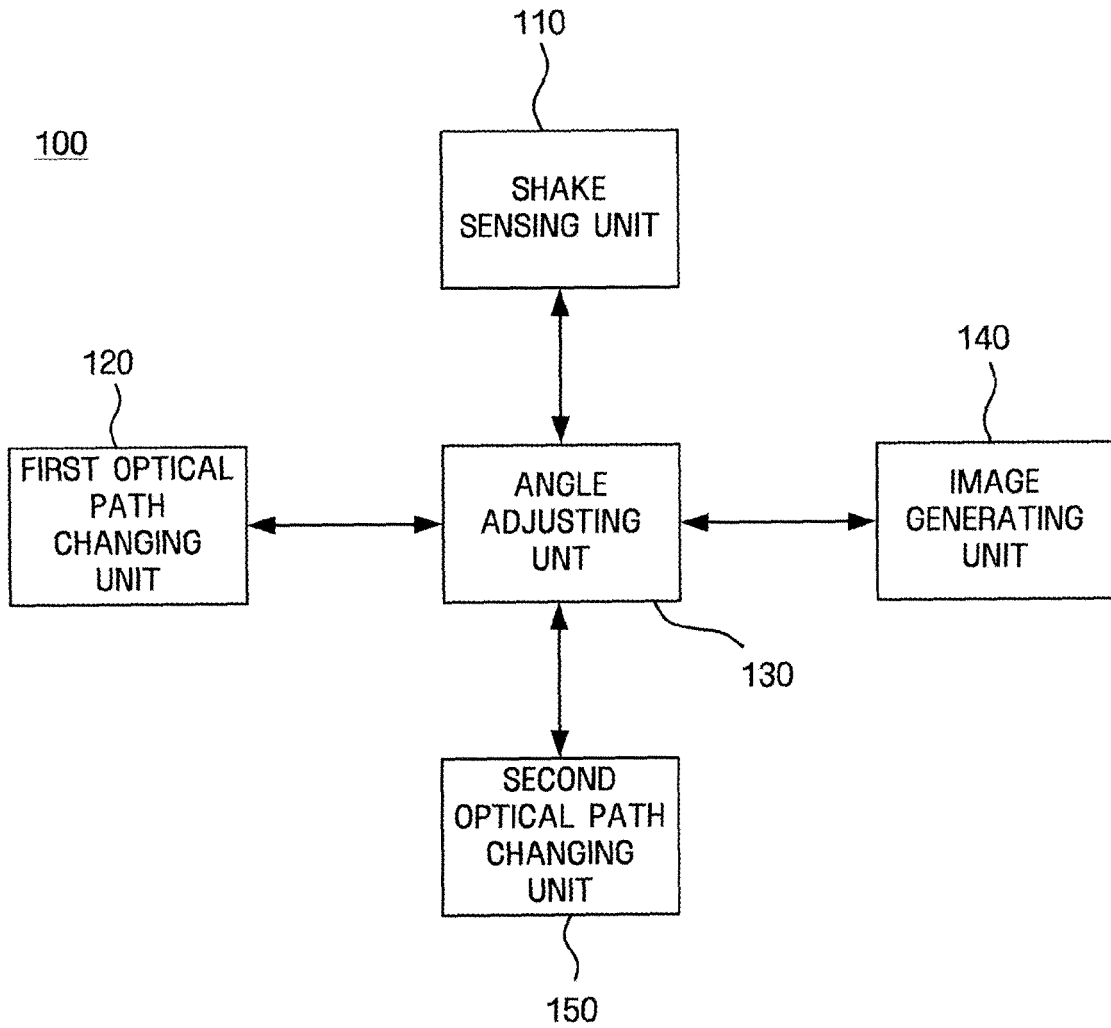 110
100
SHAKE
SENSING UNIT
120
140
FIRST OPTICAL
PATH
CHANGING
UNIT
ANGLE
ADJUSTING
UNT
IMAGE
GENERATING
UNIT
130
SECOND
OPTICAL PATH
CHANGING
UNIT
150